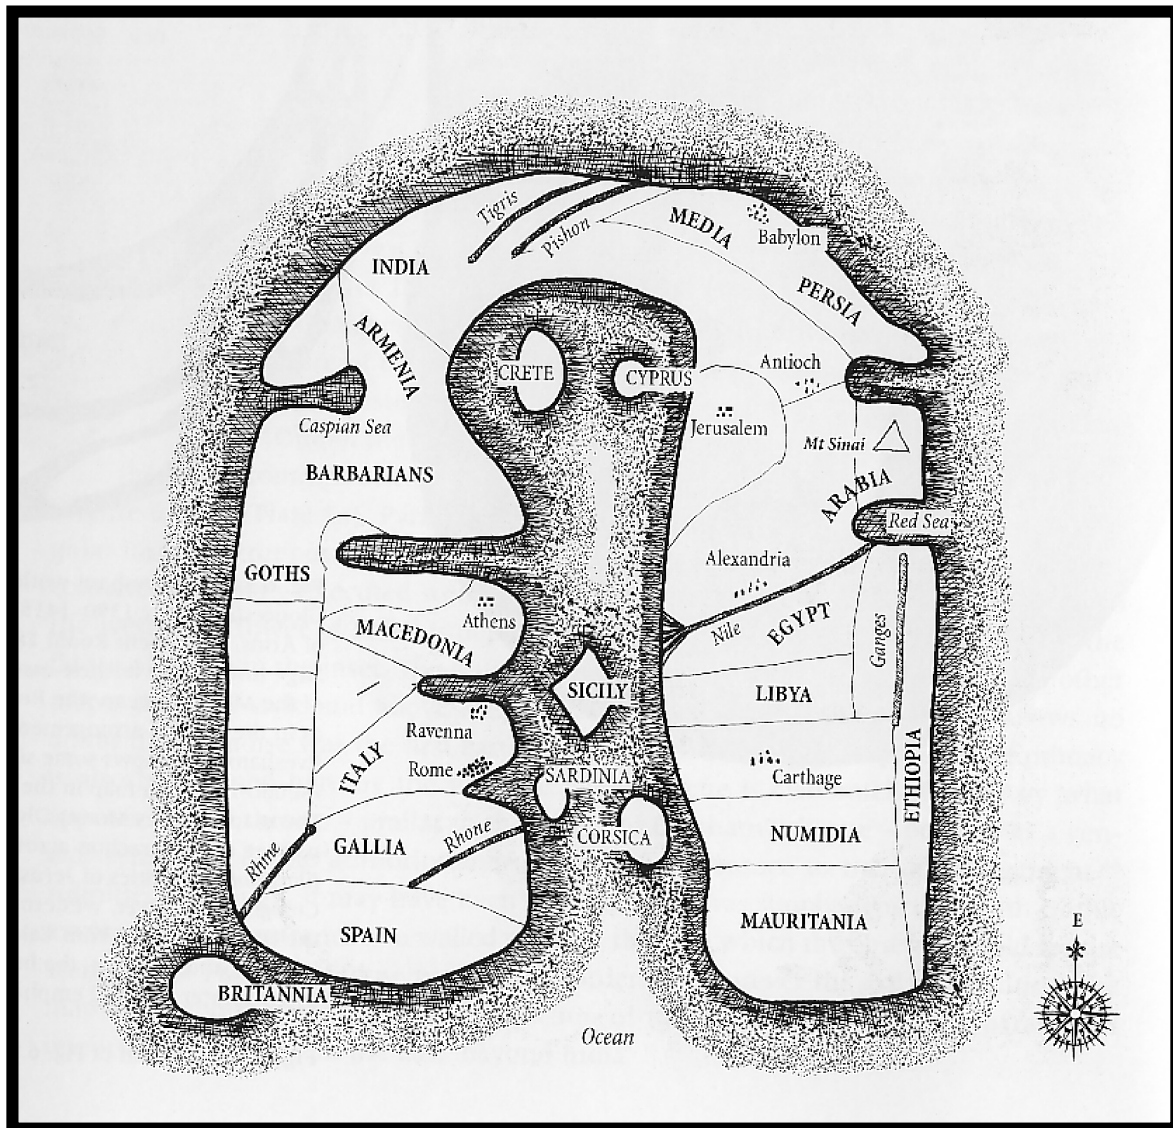 Tigris
Pishon
MEDIA
Babylon
INDIA
PERSIA
ARMENIA
Antioch
CRETE
CYPRUS
Jerusalem
Caspian Sea
Mt Sinai
BARBARIANS
ARABIA
Red Sea
Alexandria
GOTHS
Athens
MACEDONIA
Nile
EGYPT
Ganges
SICILY
LIBYA
Ravenna
ITALY
Rome
SARDINIA
Carthage
ETHIOPIA
CORSICA
NUMIDIA
Rhine
GALLIA
Rhone
MAURITANIA
SPAIN
E
BRITANNIA
Ocean